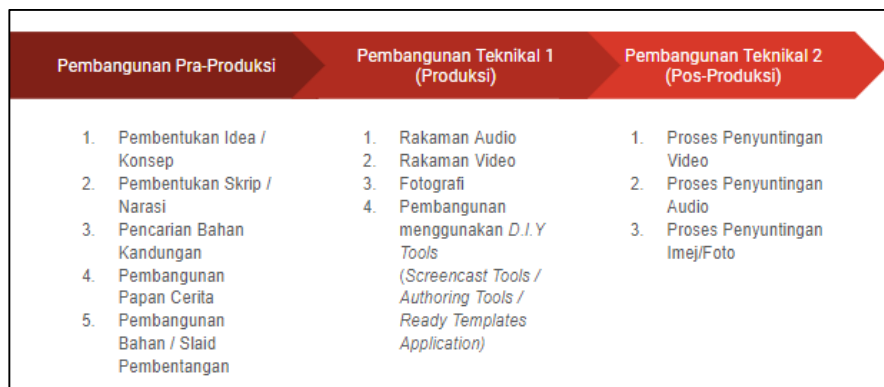 Pembangunan Pra-Produksi
Pembangunan Teknikal 1
(Produksi)
Pembangunan Teknikal 2
(Pos-Produksi)
1. Pembentukan Idea /
Konsep
2. Pembentukan Skrip /
Narasi
3. Pencarian Bahan
Kandungan
4. Pembangunan
Papan Cerita
5. Pembangunan
Bahan / Slaid
Pembentangan
1. Rakaman Audio
2. Rakaman Video
3. Fotografi
4. Pembangunan
menggunakan D.I.Y
Tools
(Screencast Tools /
Authoring Tools /
Ready Templates
Application)
1. Proses Penyuntingan
Video
2. Proses Penyuntingan
Audio
3. Proses Penyuntingan
Imej/Foto